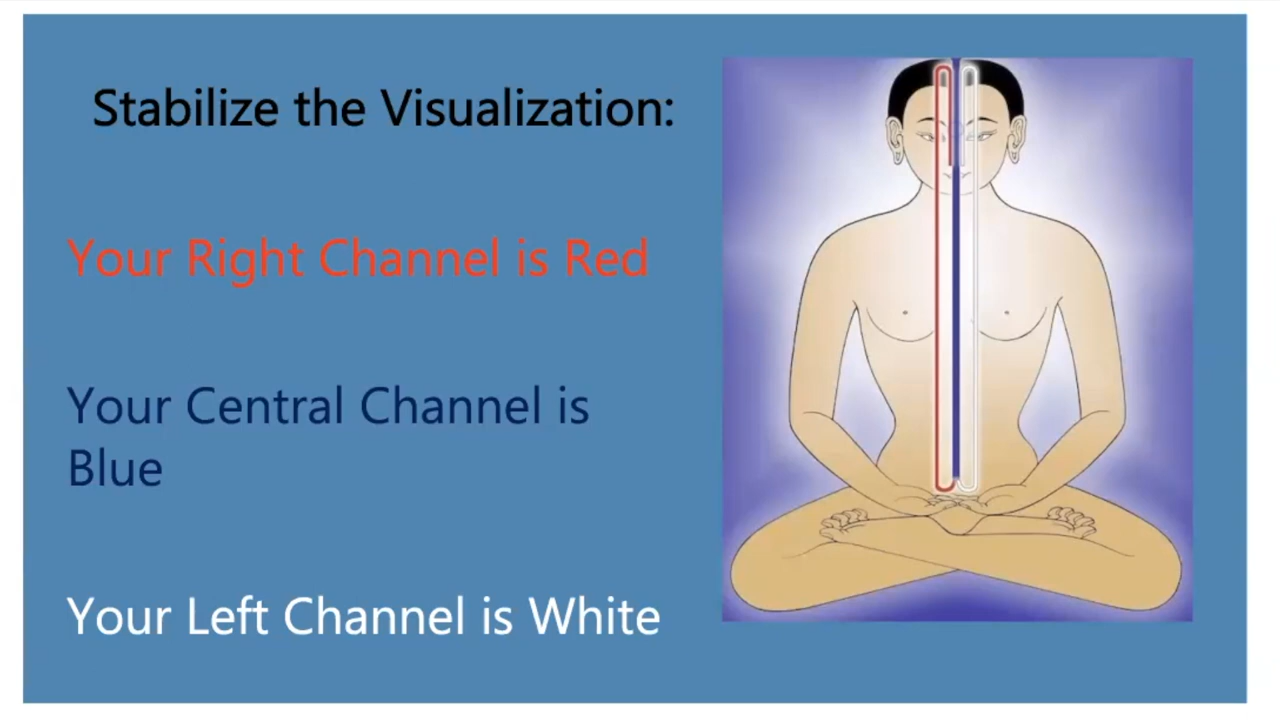 Stabilize the Visualization:
Your Right Channel is Red
Your Central Channel is
Blue
Your Left Channel is White